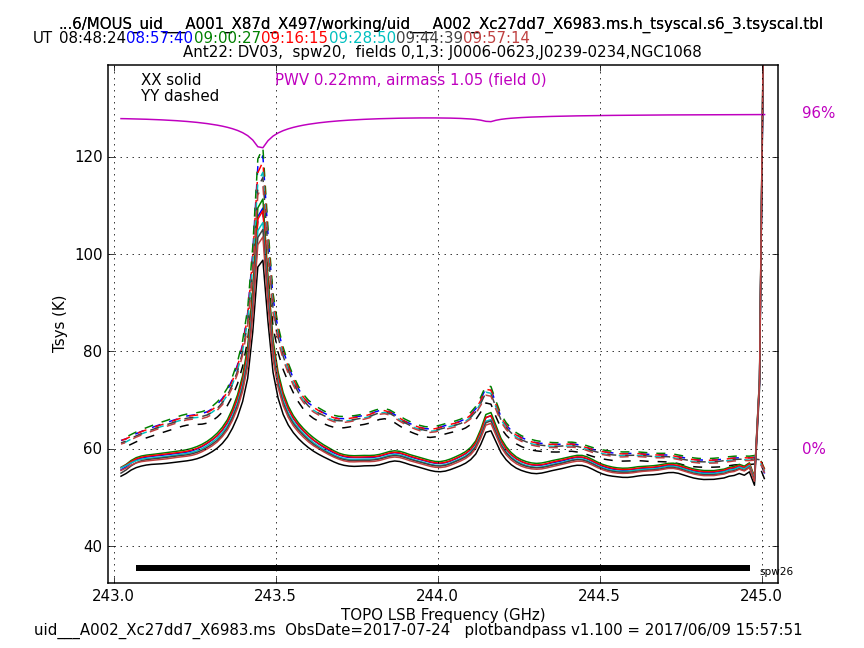 ...6/MOUS_uid___A001_X87d_X497/working/uid___A002_Xc27dd7_X6983.ms.h_tsyscal.s6_3.tsyscal.tbl
UT 08:48:24 08:57:40 09:00:27 09:16:15 09:28:50 09:44:39 09:57:14
Ant22: DV03,  spw20,  fields 0,1,3: J0006-0623,J0239-0234,NGC1068
XX solid PWV 0.22mm, airmass 1.05 (field 0)
YY dashed
96%
120
100
Tsys (K)
80
60 0%
40
spw26
243.0 243.5 244.0 244.5 245.0
TOPO LSB Frequency (GHz)
uid___A002_Xc27dd7_X6983.ms  ObsDate=2017-07-24   plotbandpass v1.100 = 2017/06/09 15:57:51